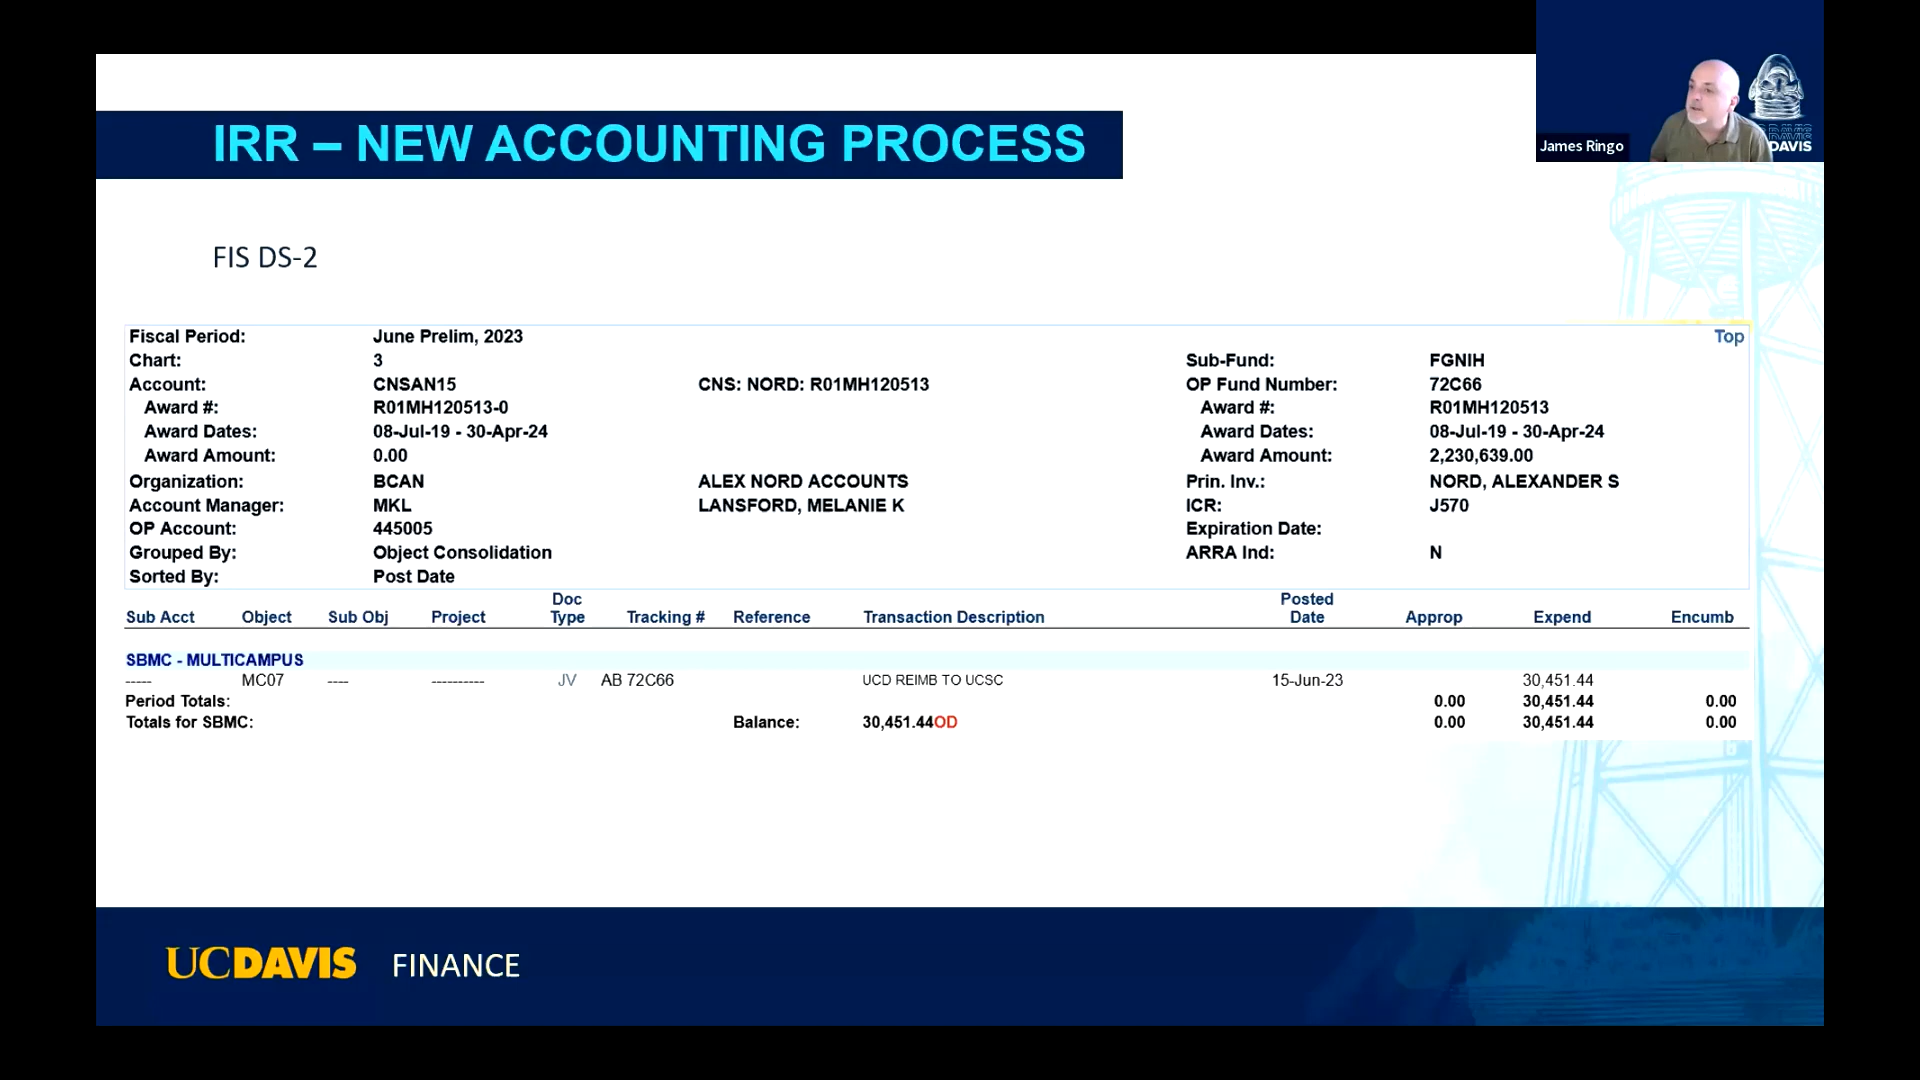 James Ringo
DAVIS
IRR – NEW ACCOUNTING PROCESS
FIS DS-2
Fiscal Period: June Prelim, 2023 Top
Chart: 3 Sub-Fund: FGNIH
Account: CNSAN15 CNS: NORD: R01MH120513 OP Fund Number: 72C66
Award #: R01MH120513-0 Award #: R01MH120513
Award Dates: 08-Jul-19 - 30-Apr-24 Award Dates: 08-Jul-19 - 30-Apr-24
Award Amount: 0.00 Award Amount: 2,230,639.00
Organization: BCAN ALEX NORD ACCOUNTS Prin. Inv.: NORD, ALEXANDER S
Account Manager: MKL LANSFORD, MELANIE K ICR: J570
OP Account: 445005 Expiration Date:
Grouped By: Object Consolidation ARRA Ind: N
Sorted By: Post Date
Sub Acct Object Sub Obj Project Doc Type Tracking # Reference Transaction Description Posted Date Approp Expend Encumb
SBMC - MULTICAMPUS
----- MC07 ---- ---------- JV AB 72C66 UCD REIMB TO UCSC 15-Jun-23 30,451.44
Period Totals: 0.00 30,451.44 0.00
Totals for SBMC: Balance: 30,451.44OD 0.00 30,451.44 0.00
UCDAVIS FINANCE